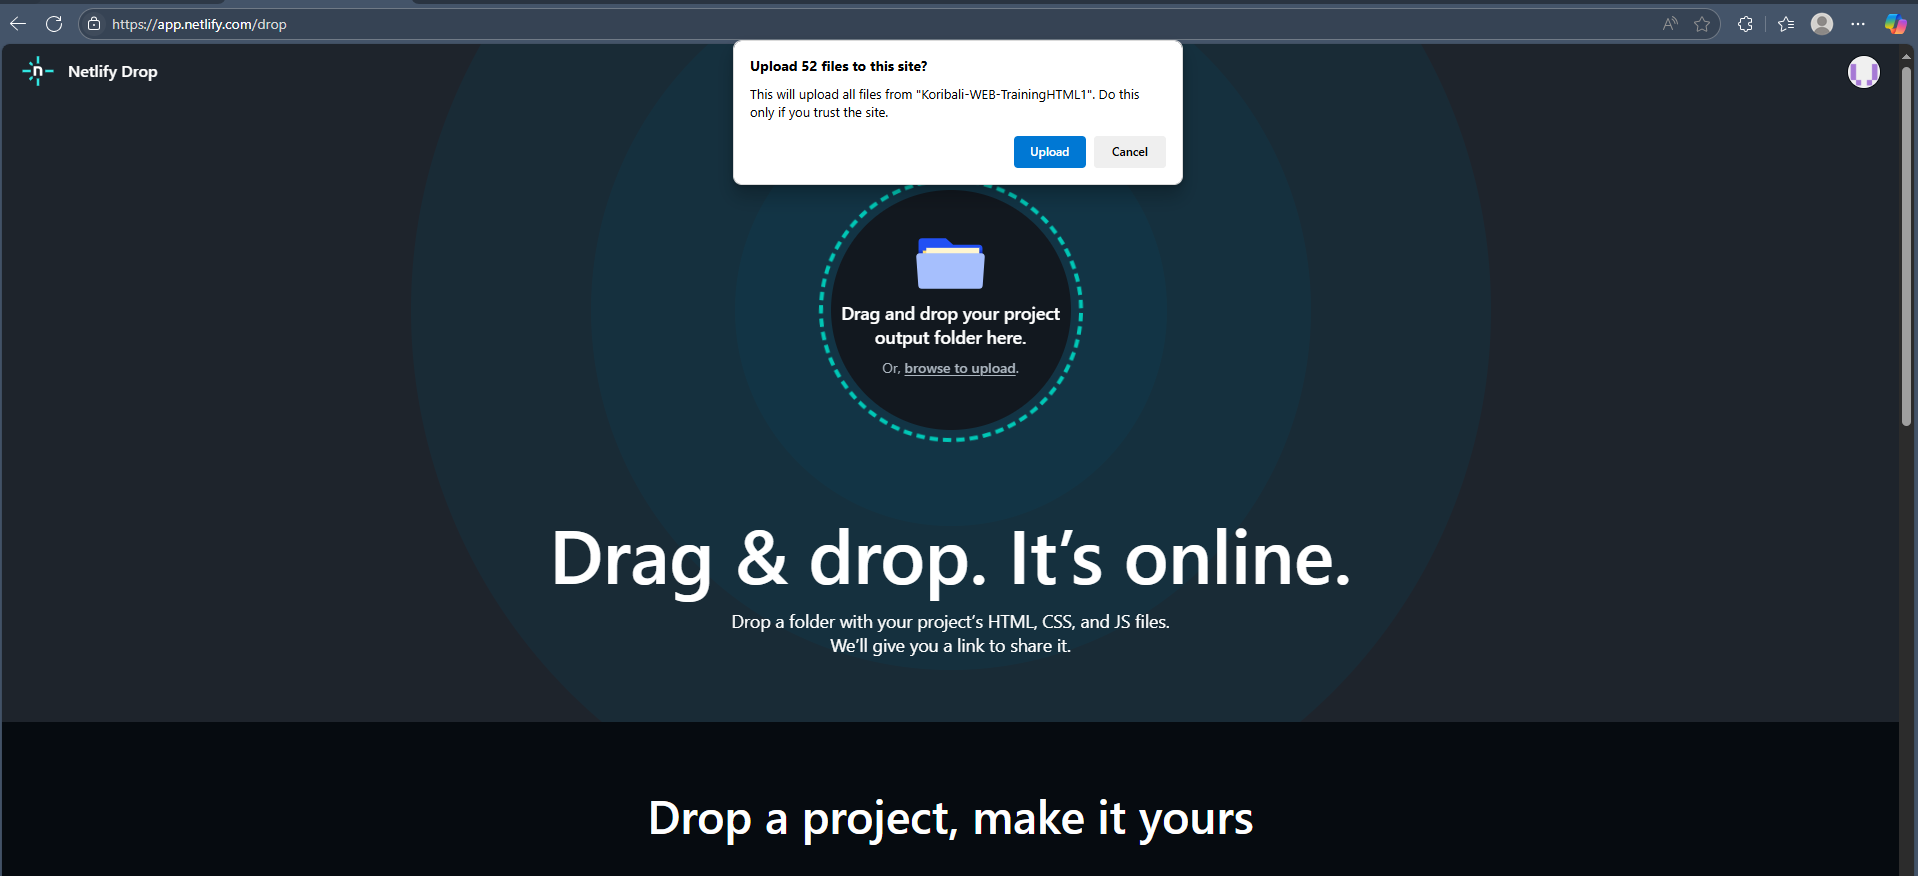 https://app.netlify.com/drop
Netlify Drop
Upload 52 files to this site?
This will upload all files from "Koribali-WEB-TrainingHTML1". Do this
only if you trust the site.
Upload
Cancel
Drag and drop your project
output folder here.
Or, browse to upload.
Drag & drop. It’s online.
Drop a folder with your project’s HTML, CSS, and JS files.
We’ll give you a link to share it.
Drop a project, make it yours